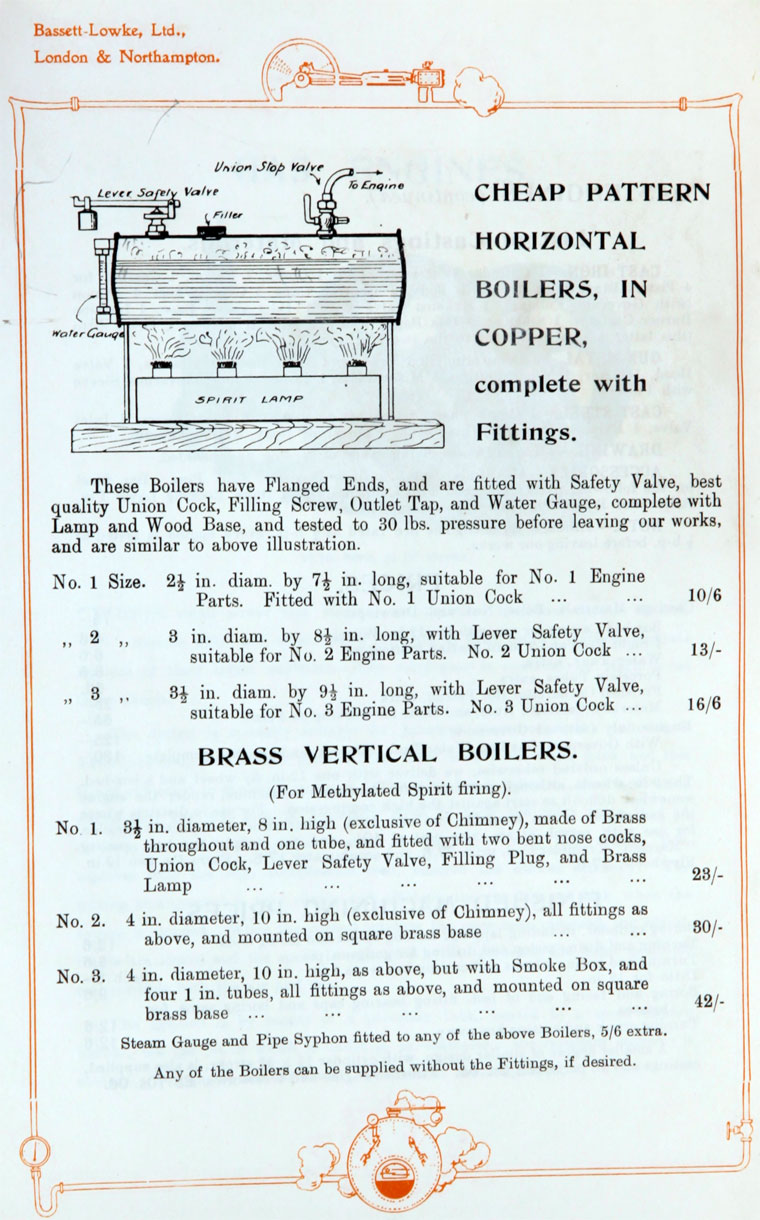 Bassett-Lowke, Ltd.,
London & Northampton.
Union Stop Valve
To Engine
Lever Safety Valve
Filler
Water Gauge
SPIRIT LAMP
CHEAP PATTERN
HORIZONTAL
BOILERS, IN
COPPER,
complete with
Fittings.
These Boilers have Flanged Ends, and are fitted with Safety Valve, best
quality Union Cock, Filling Screw, Outlet Tap, and Water Gauge, complete with
Lamp and Wood Base, and tested to 30 lbs. pressure before leaving our works,
and are similar to above illustration.
No. 1 Size. 2½ in. diam. by 7½ in. long, suitable for No. 1 Engine
Parts. Fitted with No. 1 Union Cock ... ... 10/6
„ 2 „ 3 in. diam. by 8½ in. long, with Lever Safety Valve,
suitable for No. 2 Engine Parts. No. 2 Union Cock ... 13/-
„ 3 „ 3½ in. diam. by 9½ in. long, with Lever Safety Valve,
suitable for No. 3 Engine Parts. No. 3 Union Cock ... 16/6
BRASS VERTICAL BOILERS.
(For Methylated Spirit firing).
No. 1. 3½ in. diameter, 8 in. high (exclusive of Chimney), made of Brass
throughout and one tube, and fitted with two bent nose cocks,
Union Cock, Lever Safety Valve, Filling Plug, and Brass
Lamp ... ... ... ... ... ... 23/-
No. 2. 4 in. diameter, 10 in. high (exclusive of Chimney), all fittings as
above, and mounted on square brass base ... ... 30/-
No. 3. 4 in. diameter, 10 in. high, as above, but with Smoke Box, and
four 1 in. tubes, all fittings as above, and mounted on square
brass base ... ... ... ... ... ... 42/-
Steam Gauge and Pipe Syphon fitted to any of the above Boilers, 5/6 extra.
Any of the Boilers can be supplied without the Fittings, if desired.